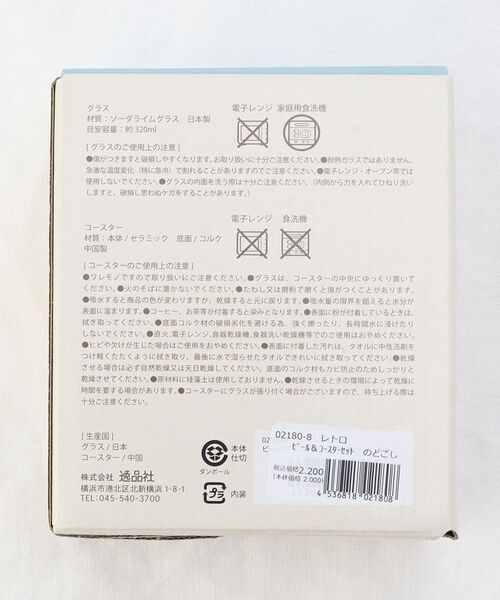 グラス
材質：ソーダライムグラス　日本製
目安容量：約 320ml
電子レンジ 家庭用食洗機
[ グラスのご使用上の注意 ]
●傷がつきますと破損しやすくなります。お取り扱いに十分ご注意ください。●耐熱ガラスではありません。
急激な温度変化（特に急冷）で割れることがありますのでご注意ください。●電子レンジ・オーブン等では
使用しないでください。●グラスの内面を洗う際は十分ご注意ください。（内側から力を入れてひねり洗い
しますと、破損し思わぬケガをすることがあります。）
コースター
材質：本体 / セラミック　底面 / コルク
中国製
電子レンジ　食洗機
[ コースターのご使用上の注意 ]
●ワレモノですので取り扱いにご注意ください。●グラスは、コースターの中央にゆっくり置いて
ください。●火のそばに置かないでください。●たわし又は磨粉で磨くと傷がつくことがあります。
●吸水すると商品の色が変わりますが、乾燥すると元に戻ります。●吸水量の限界を超えると水分が
表面に溜まります。●コーヒー、お茶等が付着すると染みとなります。●表面に粉が付着しているときは、
拭き取ってください。●底面コルク材の破損劣化を避ける為、強く擦ったり、長時間水に浸けたり
しないでください。●直火、電子レンジ、食器乾燥機、食器洗い乾燥機等でのご使用はおやめください。
●ヒビや欠けが生じた場合はご使用をおやめください。●表面に付着した汚れは、タオルに中性洗剤を
つけ軽くたたくように拭き取り、最後に水で湿らせたタオルできれいに拭き取ってください。●乾燥
させる場合は必ず自然乾燥又は天日乾燥してください。底面のコルク材もカビ防止のためしっかりと
乾燥させてください。●原材料に珪藻土は使用しておりません。●乾燥させるときの環境によって乾燥に
時間を要する場合があります。●コースターにグラスが張り付く場合がございますので、持ち上げる際は
十分ご注意ください。
[ 生産国 ]
グラス / 日本
コースター / 中国
株式会社 逸品社
横浜市港北区北新横浜 1-8-1
TEL:045-540-3700
本体
仕切
ダンボール
プラ
内装
02180-8　レトロ
ビール＆コースターセット　のどごし
税込価格 2,200
(本体価格 2,000)
4 536818 021808